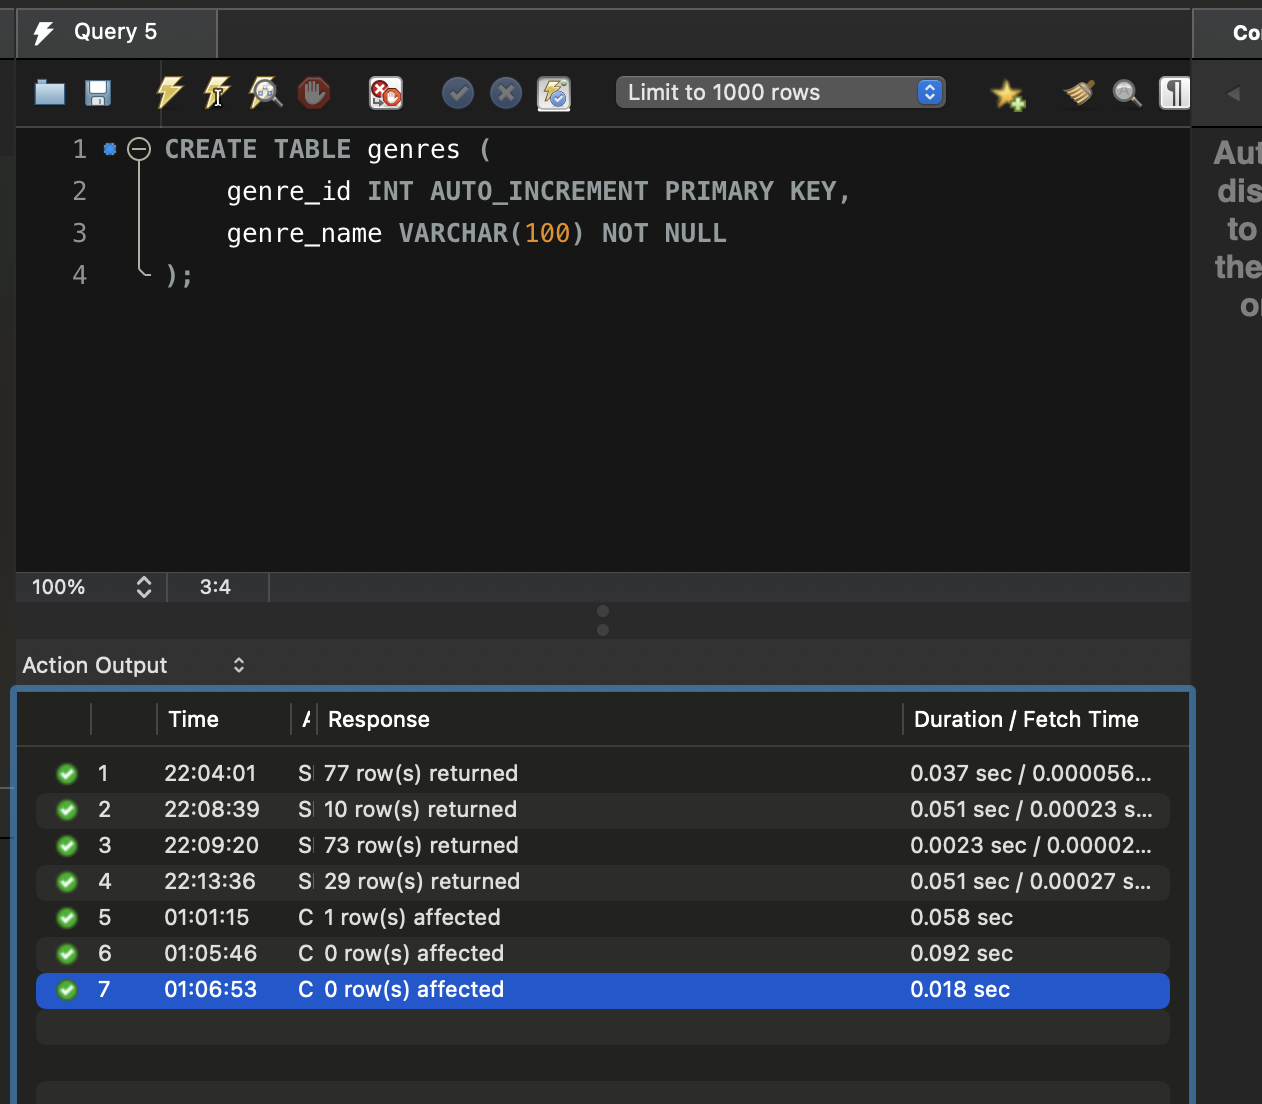 Query 5
Limit to 1000 rows
1 CREATE TABLE genres (
2 genre_id INT AUTO_INCREMENT PRIMARY KEY,
3 genre_name VARCHAR(100) NOT NULL
4 );
to
100% 3:4
Action Output
Time Response Duration / Fetch Time
1 22:04:01 S 77 row(s) returned 0.037 sec / 0.000056...
2 22:08:39 S 10 row(s) returned 0.051 sec / 0.00023 s...
3 22:09:20 S 73 row(s) returned 0.0023 sec / 0.00002...
4 22:13:36 S 29 row(s) returned 0.051 sec / 0.00027 s...
5 01:01:15 C 1 row(s) affected 0.058 sec
6 01:05:46 C 0 row(s) affected 0.092 sec
7 01:06:53 C 0 row(s) affected 0.018 sec